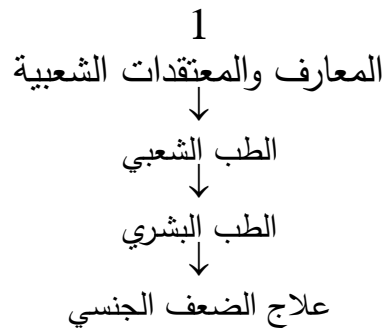 1
المعارف والمعتقدات الشعبية
↓
الطب الشعبي
↓
الطب البشري
↓
علاج الضعف الجنسي